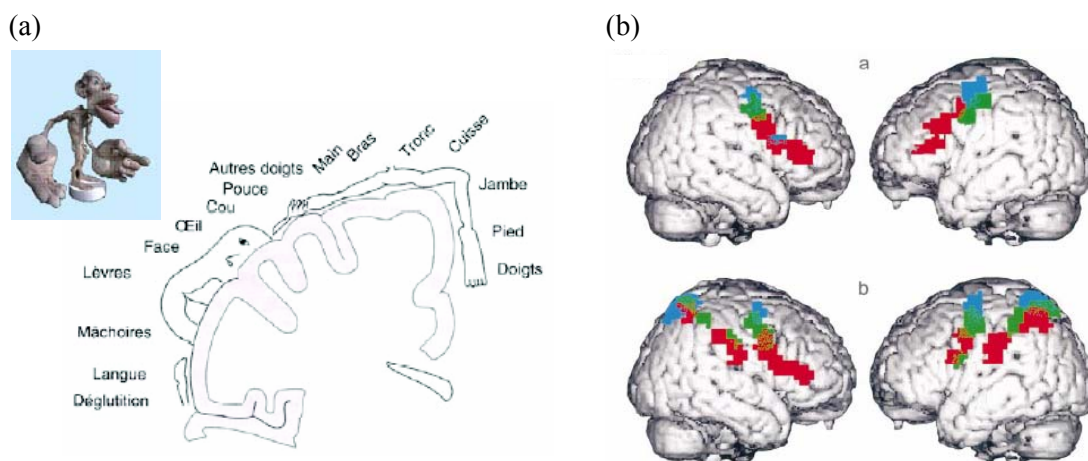 (a)
(b)
a
Autres doigts
Main
Bras
Tronc
Cuisse
Pouce
Cou
Œil
Face
Lèvres
Mâchoires
Langue
Déglutition
Jambe
Pied
Doigts
b